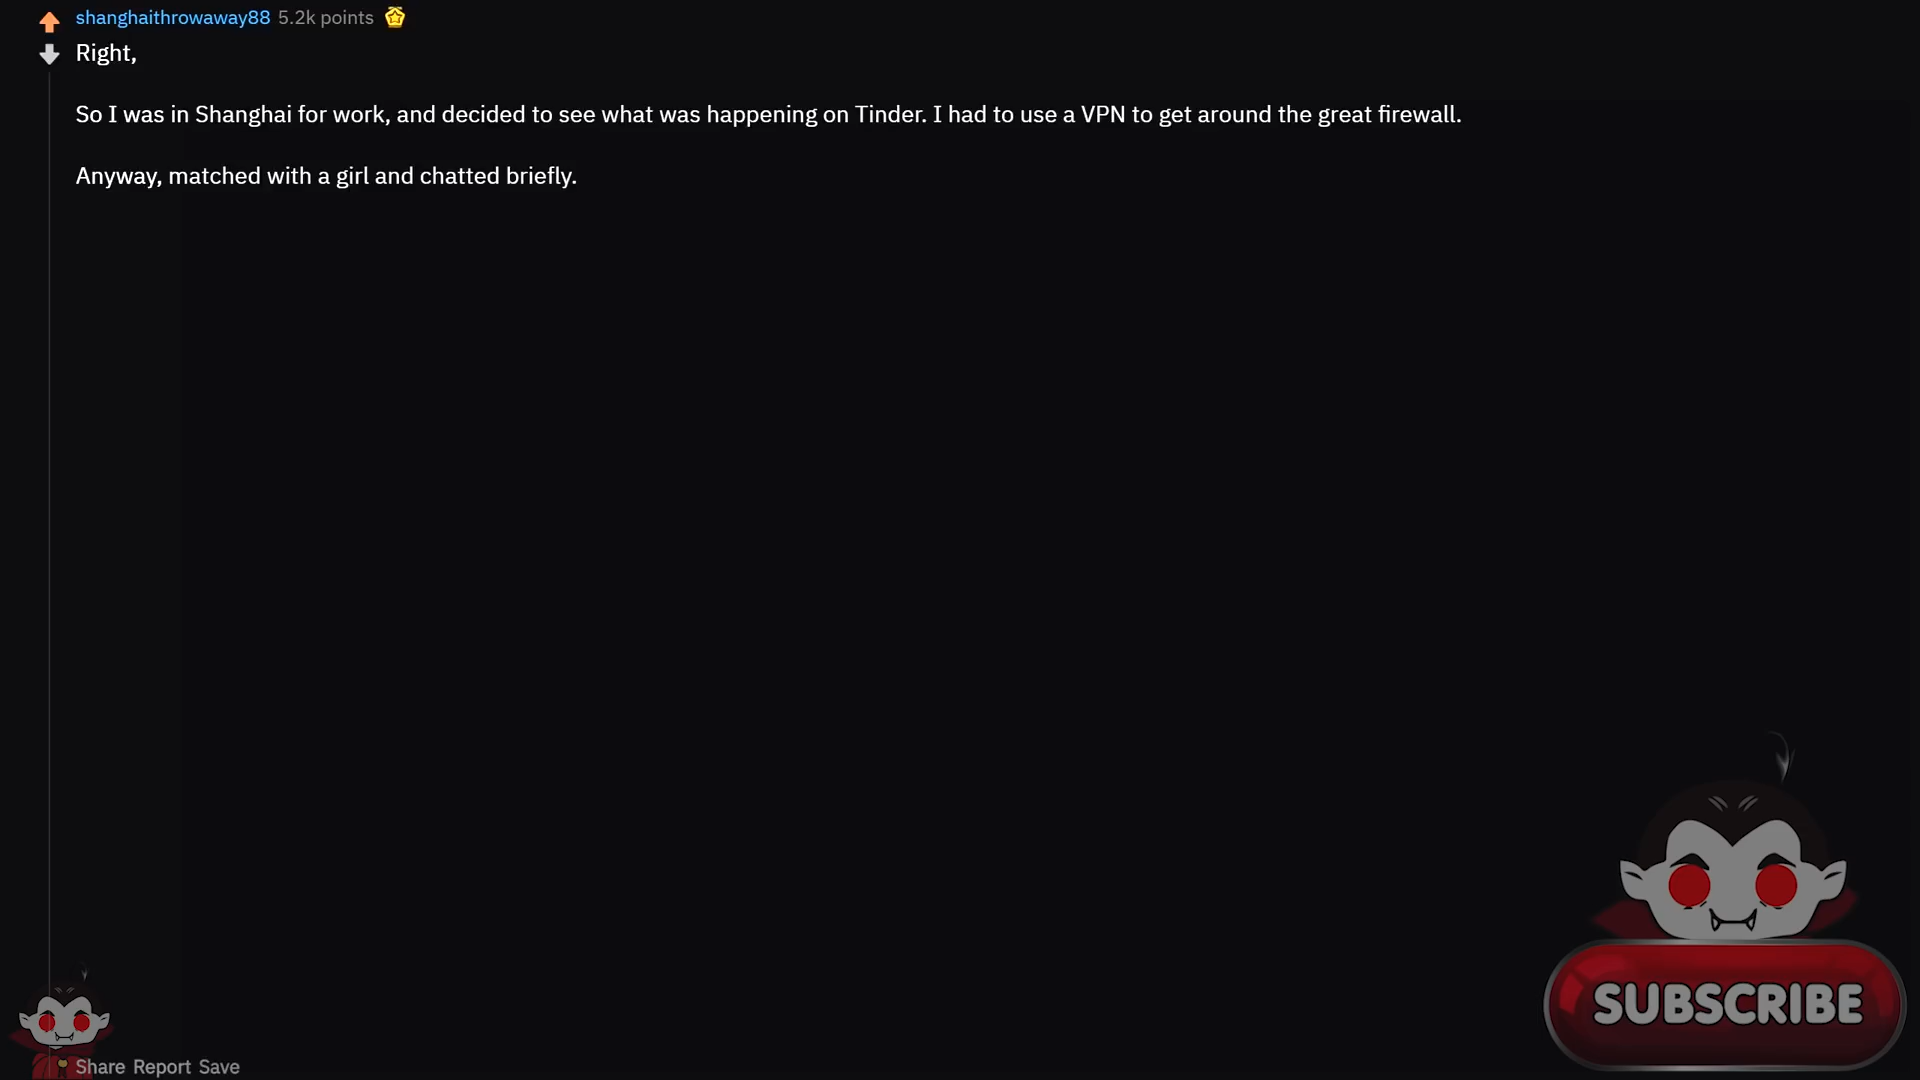 shanghaithrowaway88 5.2k points
Right,
So I was in Shanghai for work, and decided to see what was happening on Tinder. I had to use a VPN to get around the great firewall.
Anyway, matched with a girl and chatted briefly.
SUBSCRIBE
Share Report Save